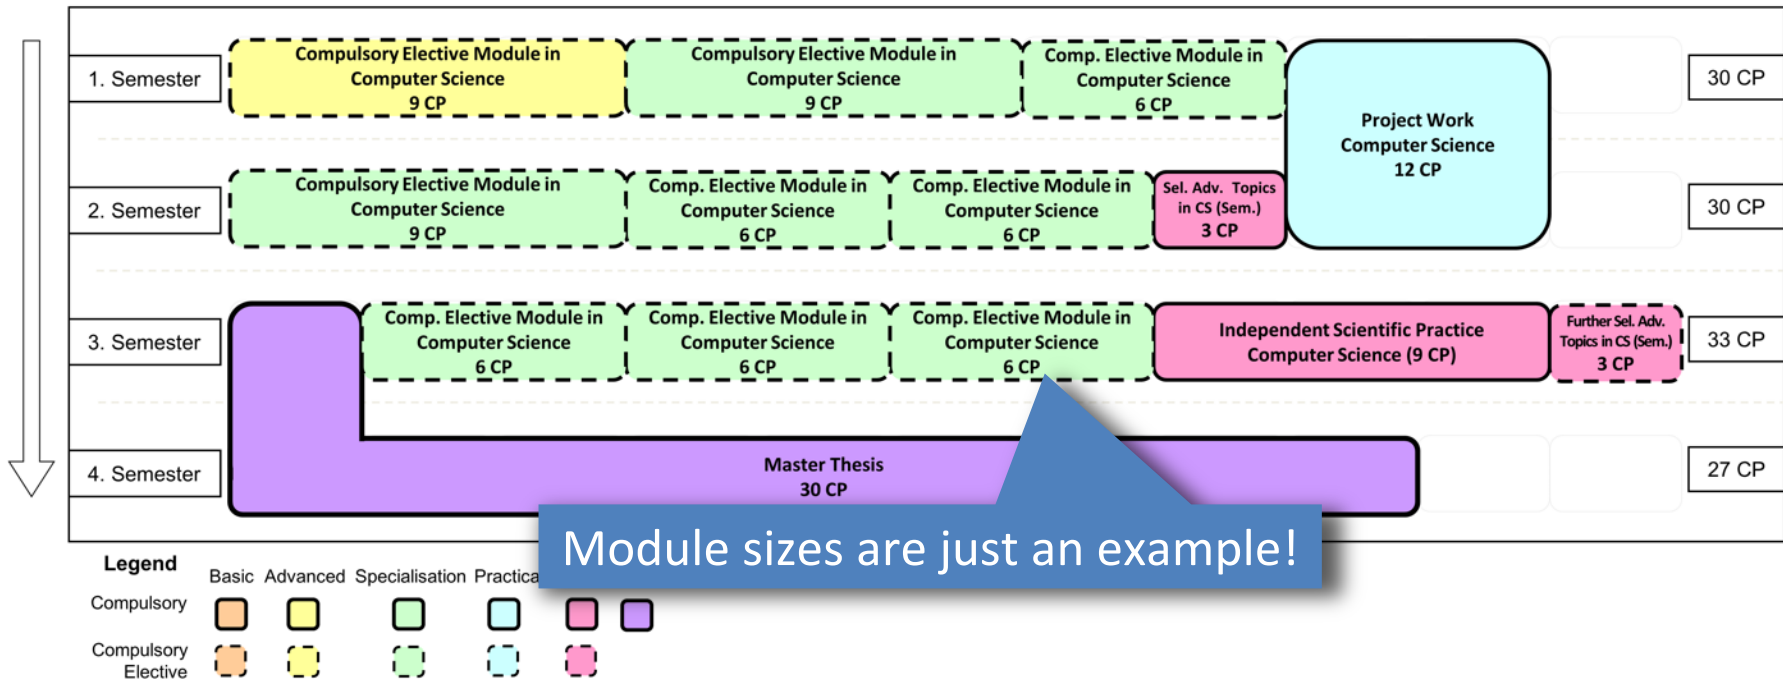 1. Semester
Compulsory Elective Module in
Computer Science
9 CP
Compulsory Elective Module in
Computer Science
9 CP
Comp. Elective Module in
Computer Science
6 CP
Project Work
Computer Science
12 CP
30 CP
2. Semester
Compulsory Elective Module in
Computer Science
9 CP
Comp. Elective Module in
Computer Science
6 CP
Comp. Elective Module in
Computer Science
6 CP
Sel. Adv. Topics
in CS (Sem.)
3 CP
30 CP
3. Semester
Comp. Elective Module in
Computer Science
6 CP
Comp. Elective Module in
Computer Science
6 CP
Comp. Elective Module in
Computer Science
6 CP
Independent Scientific Practice
Computer Science (9 CP)
Further Sel. Adv.
Topics in CS (Sem.)
3 CP
33 CP
4. Semester
Master Thesis
30 CP
27 CP
Module sizes are just an example!
Legend
Basic Advanced Specialisation Practica
Compulsory
Compulsory
Elective